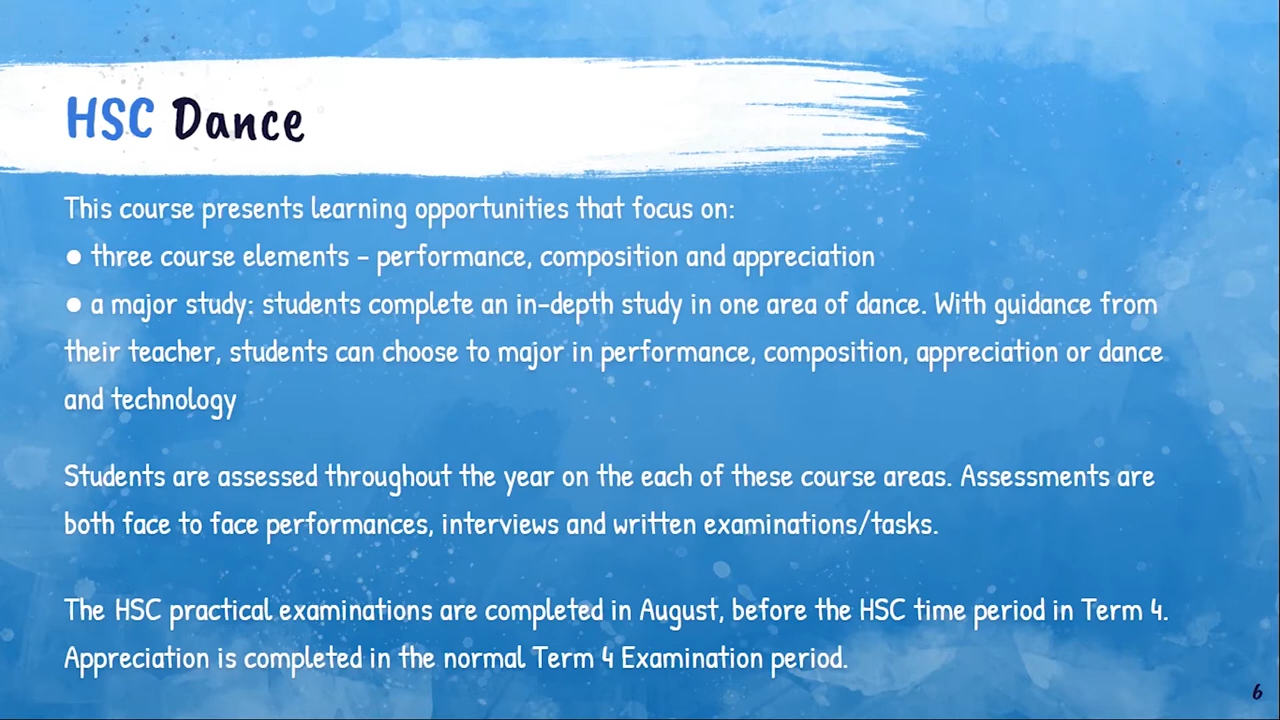 HSC Dance
This course presents learning opportunities that focus on:
● three course elements – performance, composition and appreciation
● a major study: students complete an in-depth study in one area of dance. With guidance from
their teacher, students can choose to major in performance, composition, appreciation or dance
and technology
Students are assessed throughout the year on the each of these course areas. Assessments are
both face to face performances, interviews and written examinations/tasks.
The HSC practical examinations are completed in August, before the HSC time period in Term 4.
Appreciation is completed in the normal Term 4 Examination period.
6